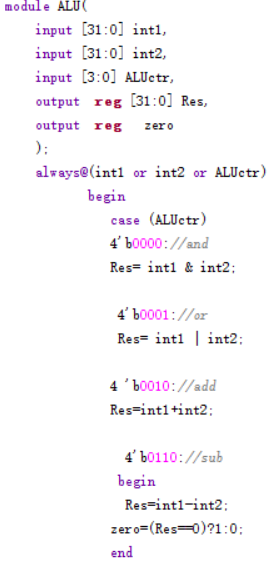 module ALU(
input [31:0] int1,
input [31:0] int2,
input [3:0] ALUctr,
output reg [31:0] Res,
output reg zero
);
always@(int1 or int2 or ALUctr)
begin
case (ALUctr)
4'b0000://and
Res= int1 & int2;
4'b0001://or
Res= int1 | int2;
4 'b0010://add
Res=int1+int2;
4'b0110://sub
begin
Res=int1-int2;
zero=(Res==0)?1:0;
end